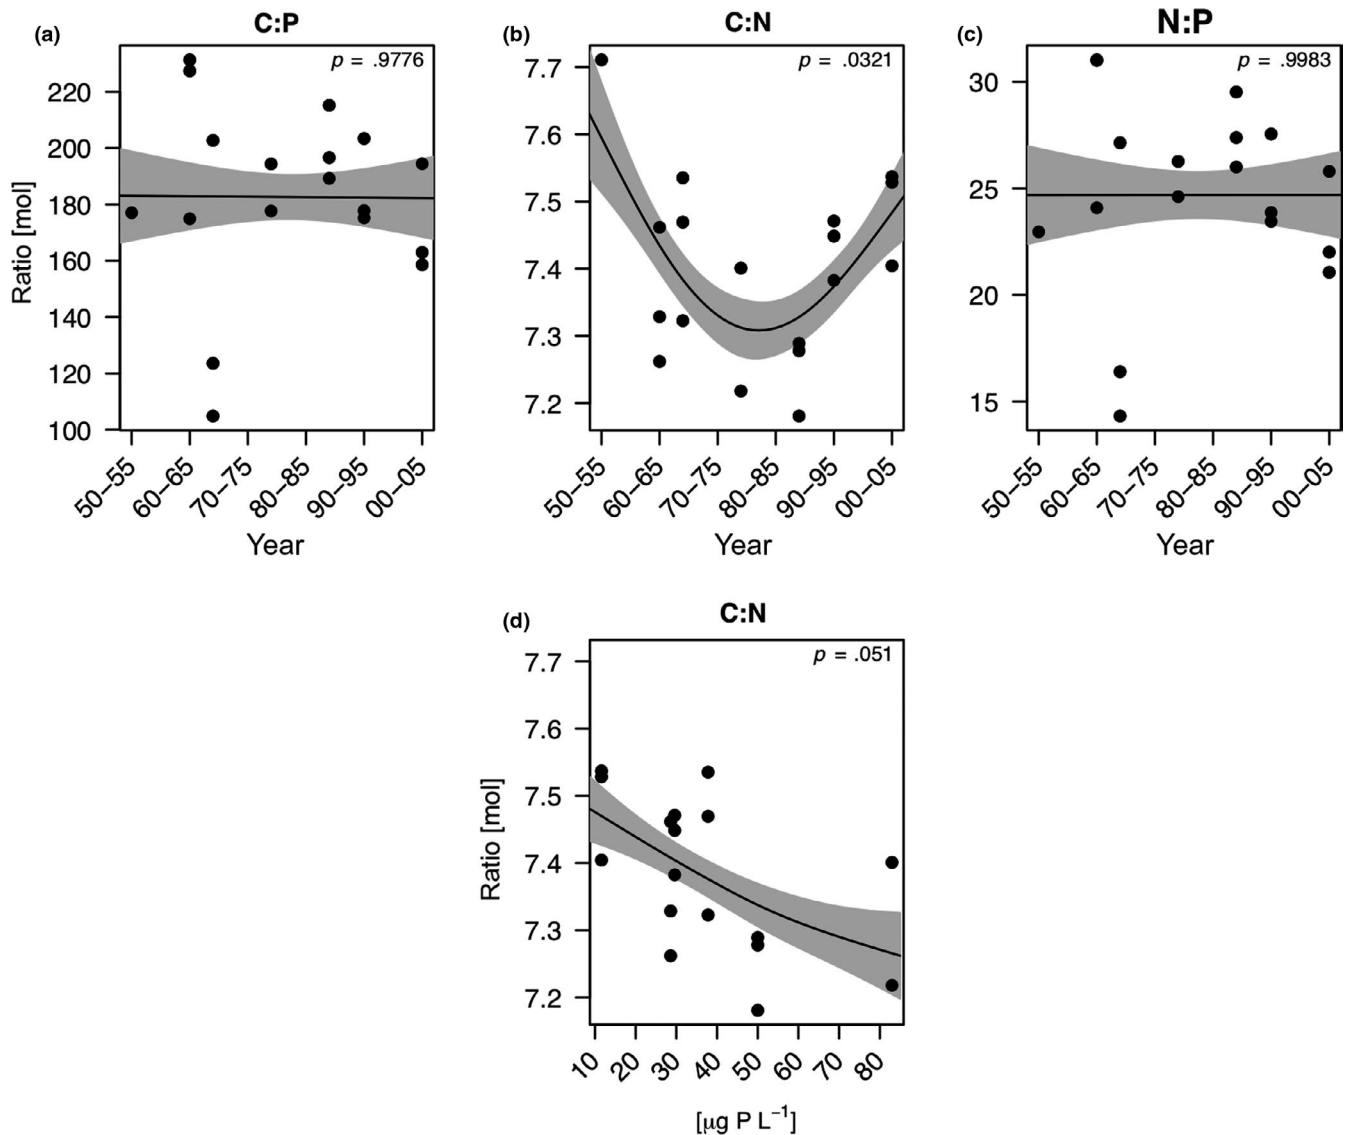 (a)
C:P
p = .9776
220
200
180
160
140
120
100
Ratio [mol]
50–55
60–65
70–75
80–85
90–95
00–05
Year
(b)
C:N
p = .0321
7.7
7.6
7.5
7.4
7.3
7.2
50–55
60–65
70–75
80–85
90–95
00–05
Year
(c)
N:P
p = .9983
30
25
20
15
50–55
60–65
70–75
80–85
90–95
00–05
Year
(d)
C:N
p = .051
7.7
7.6
7.5
7.4
7.3
7.2
Ratio [mol]
10
20
30
40
50
60
70
80
[µg P L⁻¹]